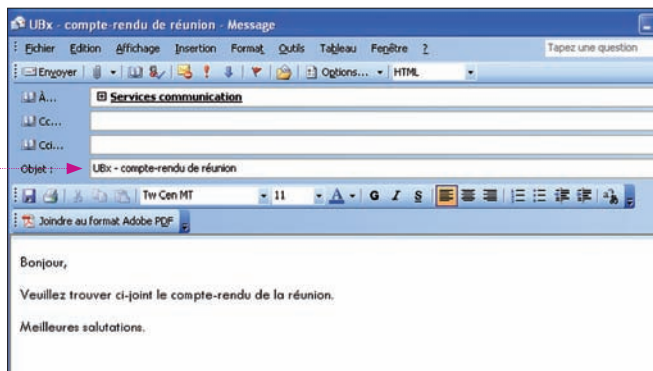 UBx - compte-rendu de réunion - Message
Fichier Edition Affichage Insertion Format Outils Tableau Fenêtre ? Tapez une question
Envoyer Options... HTML
À... Services communication
Cc...
Cci...
Objet : UBx - compte-rendu de réunion
Tw Cen MT 11 A G I S
Joindre au format Adobe PDF
Bonjour,
Veuillez trouver ci-joint le compte-rendu de la réunion.
Meilleures salutations.